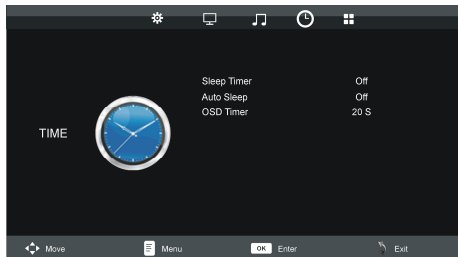 Sleep Timer Off
Auto Sleep Off
OSD Timer 20 S
TIME
Move Menu OK Enter Exit